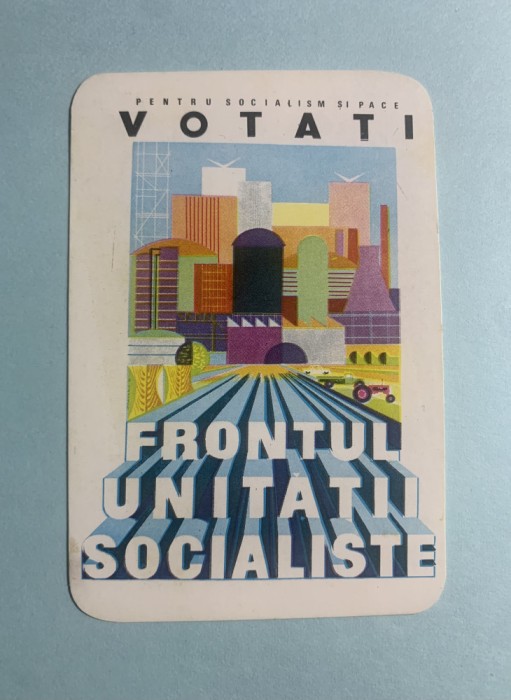 PENTRU SOCIALISM ȘI PACE
VOTAȚI
FRONTUL
UNITĂȚII
SOCIALISTE